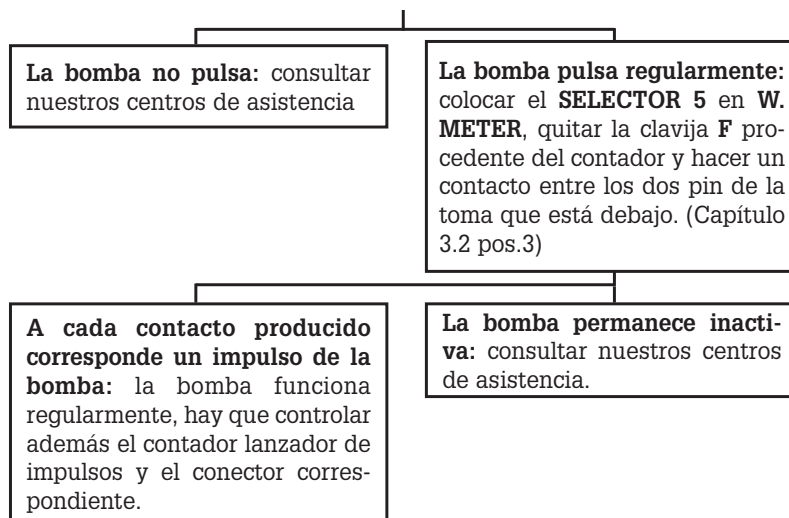 La bomba no pulsa: consultar
nuestros centros de asistencia
La bomba pulsa regularmente:
colocar el SELECTOR 5 en W.
METER, quitar la clavija F pro-
cedente del contador y hacer un
contacto entre los dos pin de la
toma que está debajo. (Capítulo
3.2 pos.3)
A cada contacto producido
corresponde un impulso de la
bomba: la bomba funciona
regularmente, hay que controlar
además el contador lanzador de
impulsos y el conector corres-
pondiente.
La bomba permanece inacti-
va: consultar nuestros centros
de asistencia.